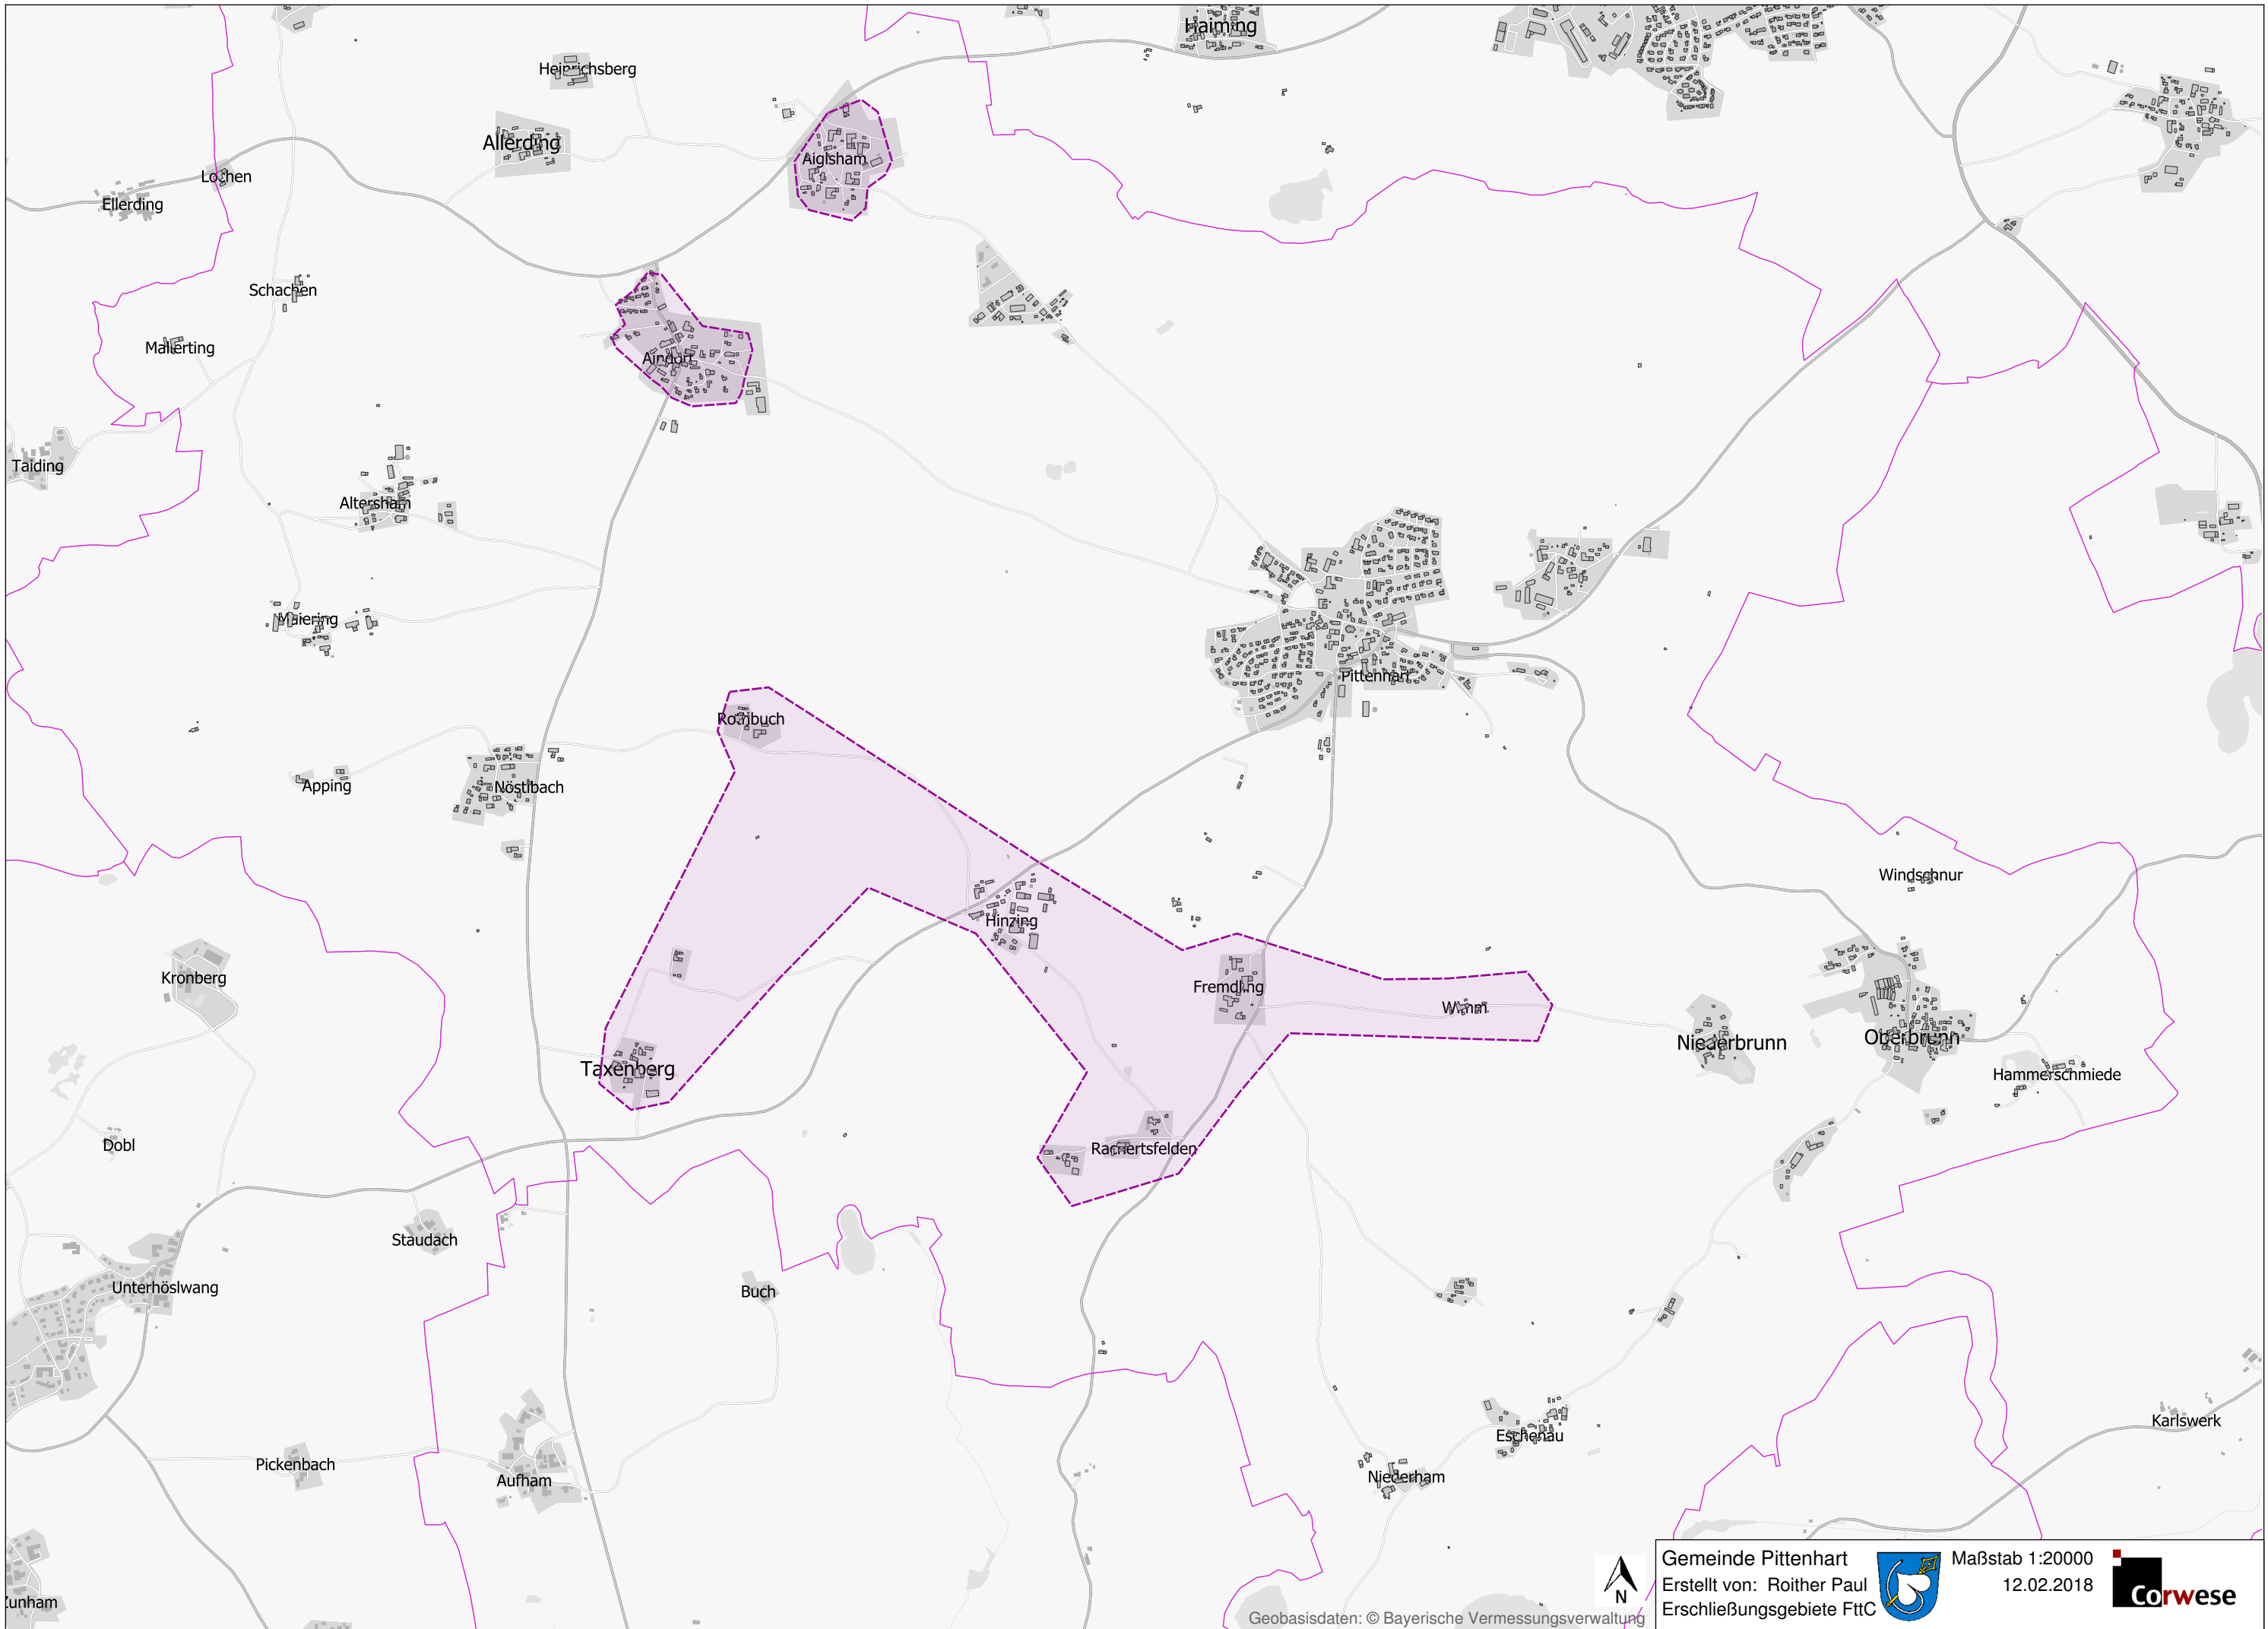 Haiming
Heinrichsberg
Allerding
Aiglsham
Lochen
Ellerding
Schachen
Mallerting
Aindorf
Taiding
Altersham
Maiering
Pittenhart
Rothbuch
Apping
Nöstlbach
Windschnur
Hinzing
Kronberg
Fremdling
Wimm
Niederbrunn
Oberbrunn
Taxenberg
Hammerschmiede
Dobl
Rachertsfelden
Staudach
Unterhöslwang
Buch
Karlswerk
Eschenau
Pickenbach
Aufham
Niederham
Zunham
N
Geobasisdaten: © Bayerische Vermessungsverwaltung
Gemeinde Pittenhart
Erstellt von: Roither Paul
Erschließungsgebiete FttC
Maßstab 1:20000
12.02.2018
Corwese